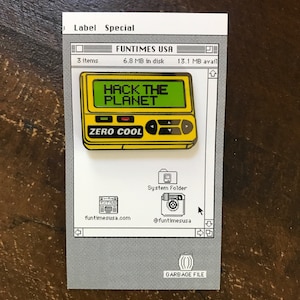 Label Special
FUNTIMES USA
3 items 6.8 MB in disk 13.1 MB avail
HACK THE
PLANET
ZERO COOL
System Folder
funtimesusa.com
@funtimesusa
GARBAGE FILE